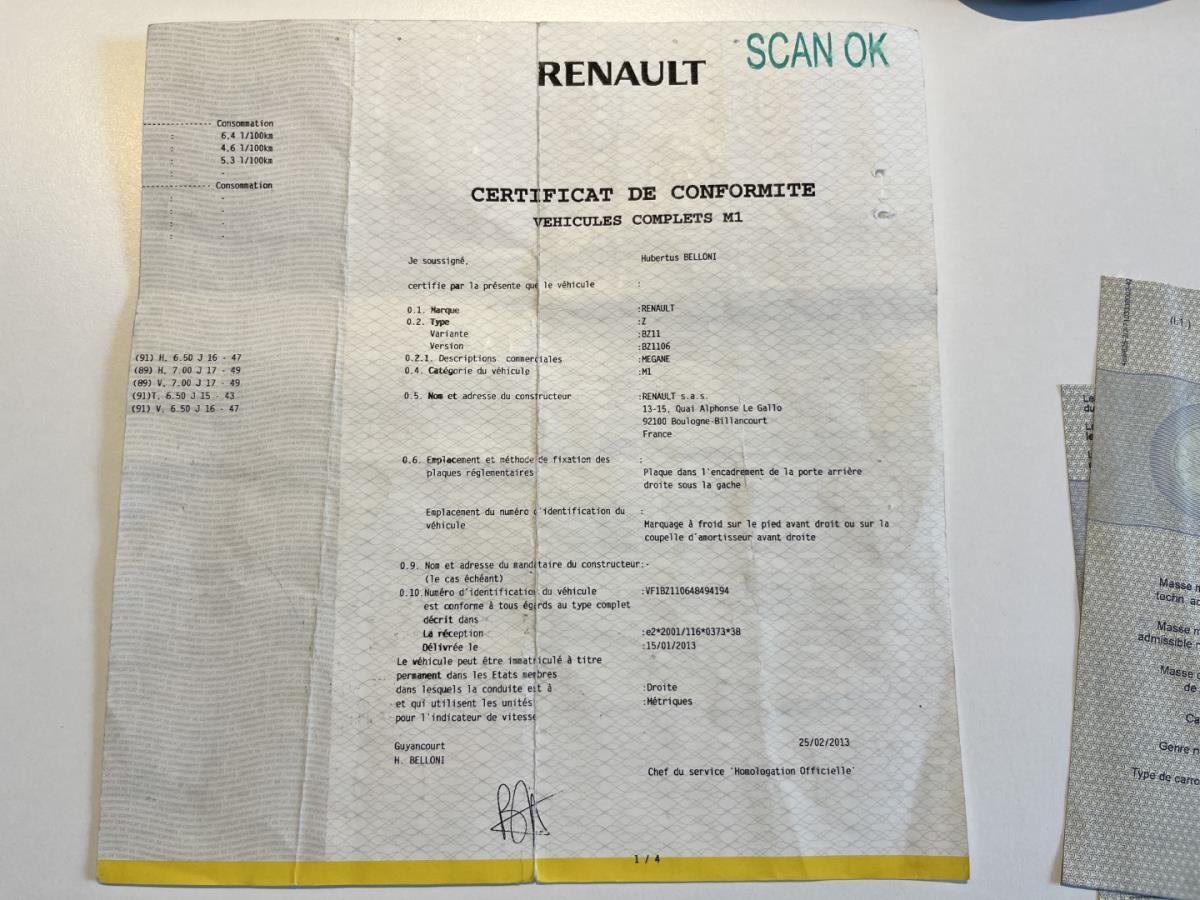 Consommation
6,4 l/100km
4,6 l/100km
5,3 l/100km
Consommation
(91) H. 6.50 J 16 - 47
(89) H. 7.00 J 17 - 49
(89) V. 7.00 J 17 - 49
(91)T. 6.50 J 15 - 43
(91) V. 6.50 J 16 - 47
RENAULT
SCAN OK
CERTIFICAT DE CONFORMITE
VEHICULES COMPLETS M1
Je soussigné, Hubertus BELLONI
certifie par la présente que le véhicule :
0.1. Marque :RENAULT
0.2. Type :Z
Variante :BZ11
Version :BZ1106
0.2.1. Descriptions commerciales :MEGANE
0.4. Catégorie du véhicule :M1
0.5. Nom et adresse du constructeur :RENAULT s.a.s.
13-15, Quai Alphonse Le Gallo
92100 Boulogne-Billancourt
France
0.6. Emplacement et méthode de fixation des :
plaques réglementaires Plaque dans l'encadrement de la porte arrière
droite sous la gache
Emplacement du numéro d'identification du :
véhicule Marquage à froid sur le pied avant droit ou sur la
coupelle d'amortisseur avant droite
0.9. Nom et adresse du mandataire du constructeur:-
(le cas échéant)
0.10.Numéro d'identification du véhicule :VF1BZ110648494194
est conforme à tous égards au type complet
décrit dans
La réception :e2*2001/116*0373*38
Délivrée le :15/01/2013
Le véhicule peut être immatriculé à titre
permanent dans les Etats membres
dans lesquels la conduite est à :Droite
et qui utilisent les unités :Métriques
pour l'indicateur de vitesse
Guyancourt 25/02/2013
H. BELLONI
Chef du service 'Homologation Officielle'
1 / 4
Le
du
Masse
techn.
Masse
admissible
Masse
de
Ca
Genre
Type de carro